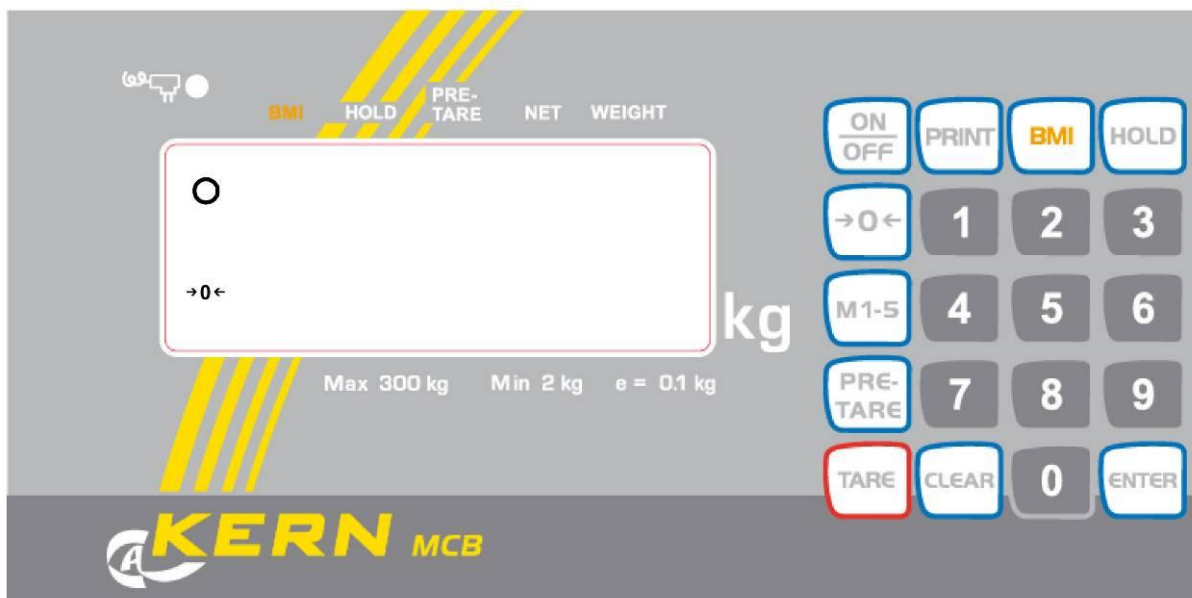 BMI HOLD PRE-TARE NET WEIGHT
O
→0←
kg
Max 300 kg Min 2 kg e = 0.1 kg
ON
OFF
PRINT
BMI
HOLD
→0←
1
2
3
M1-5
4
5
6
PRE-
TARE
7
8
9
TARE
CLEAR
0
ENTER
KERN MCB